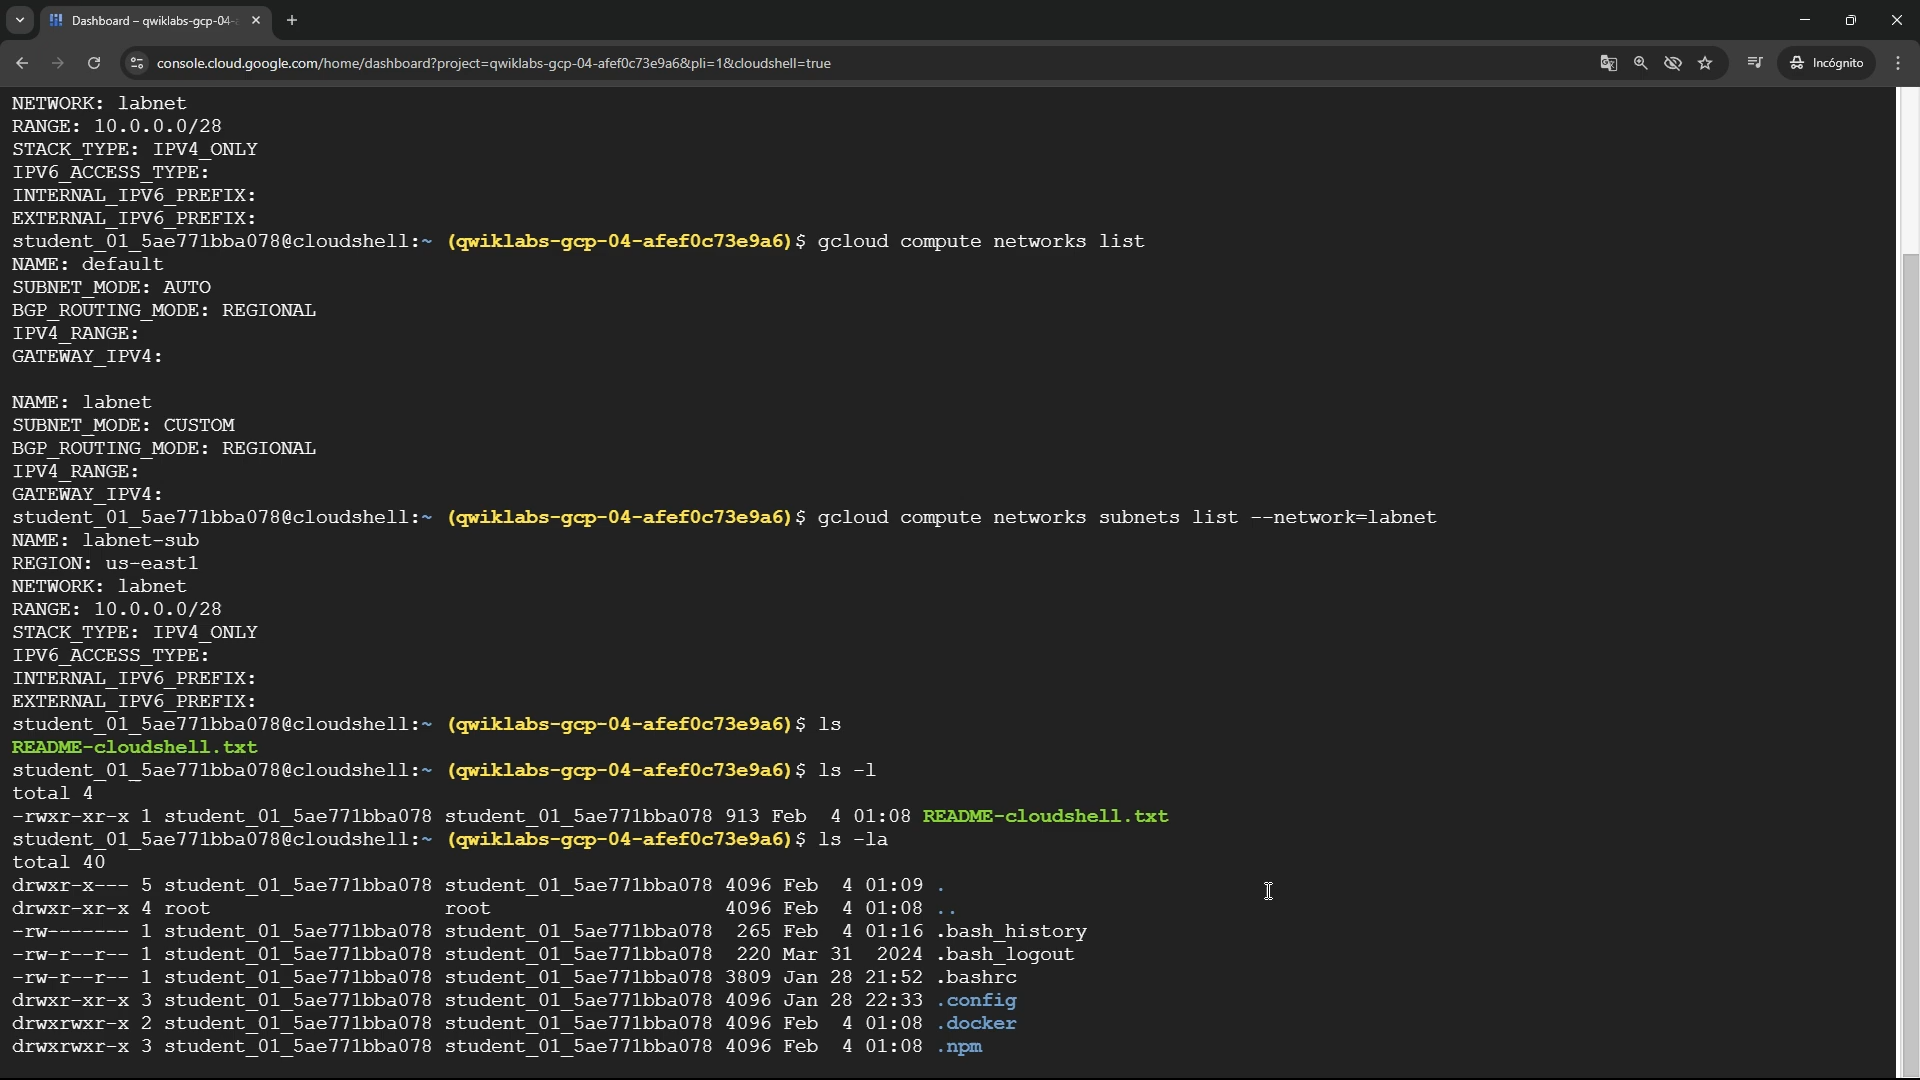 Dashboard – qwiklabs-gcp-04-
console.cloud.google.com/home/dashboard?project=qwiklabs-gcp-04-afef0c73e9a6&pli=1&cloudshell=true
Incógnito
NETWORK: labnet
RANGE: 10.0.0.0/28
STACK_TYPE: IPV4_ONLY
IPV6_ACCESS_TYPE:
INTERNAL_IPV6_PREFIX:
EXTERNAL_IPV6_PREFIX:
student_01_5ae771bba078@cloudshell:~ (qwiklabs-gcp-04-afef0c73e9a6)$ gcloud compute networks list
NAME: default
SUBNET_MODE: AUTO
BGP_ROUTING_MODE: REGIONAL
IPV4_RANGE:
GATEWAY_IPV4:
NAME: labnet
SUBNET_MODE: CUSTOM
BGP_ROUTING_MODE: REGIONAL
IPV4_RANGE:
GATEWAY_IPV4:
student_01_5ae771bba078@cloudshell:~ (qwiklabs-gcp-04-afef0c73e9a6)$ gcloud compute networks subnets list --network=labnet
NAME: labnet-sub
REGION: us-east1
NETWORK: labnet
RANGE: 10.0.0.0/28
STACK_TYPE: IPV4_ONLY
IPV6_ACCESS_TYPE:
INTERNAL_IPV6_PREFIX:
EXTERNAL_IPV6_PREFIX:
student_01_5ae771bba078@cloudshell:~ (qwiklabs-gcp-04-afef0c73e9a6)$ ls
README-cloudshell.txt
student_01_5ae771bba078@cloudshell:~ (qwiklabs-gcp-04-afef0c73e9a6)$ ls -l
total 4
-rwxr-xr-x 1 student_01_5ae771bba078 student_01_5ae771bba078 913 Feb  4 01:08 README-cloudshell.txt
student_01_5ae771bba078@cloudshell:~ (qwiklabs-gcp-04-afef0c73e9a6)$ ls -la
total 40
drwxr-x--- 5 student_01_5ae771bba078 student_01_5ae771bba078 4096 Feb  4 01:09 .
drwxr-xr-x 4 root                    root                    4096 Feb  4 01:08 ..
-rw------- 1 student_01_5ae771bba078 student_01_5ae771bba078  265 Feb  4 01:16 .bash_history
-rw-r--r-- 1 student_01_5ae771bba078 student_01_5ae771bba078  220 Mar 31  2024 .bash_logout
-rw-r--r-- 1 student_01_5ae771bba078 student_01_5ae771bba078 3809 Jan 28 21:52 .bashrc
drwxr-xr-x 3 student_01_5ae771bba078 student_01_5ae771bba078 4096 Jan 28 22:33 .config
drwxrwxr-x 2 student_01_5ae771bba078 student_01_5ae771bba078 4096 Feb  4 01:08 .docker
drwxrwxr-x 3 student_01_5ae771bba078 student_01_5ae771bba078 4096 Feb  4 01:08 .npm